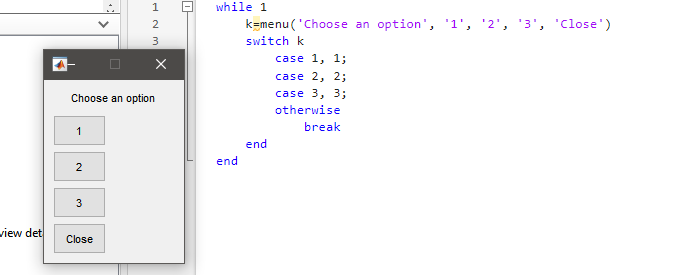 1 while 1
2 k=menu('Choose an option', '1', '2', '3', 'Close')
3 switch k
case 1, 1;
case 2, 2;
case 3, 3;
otherwise
break
end
end
Choose an option
1
2
3
Close
view